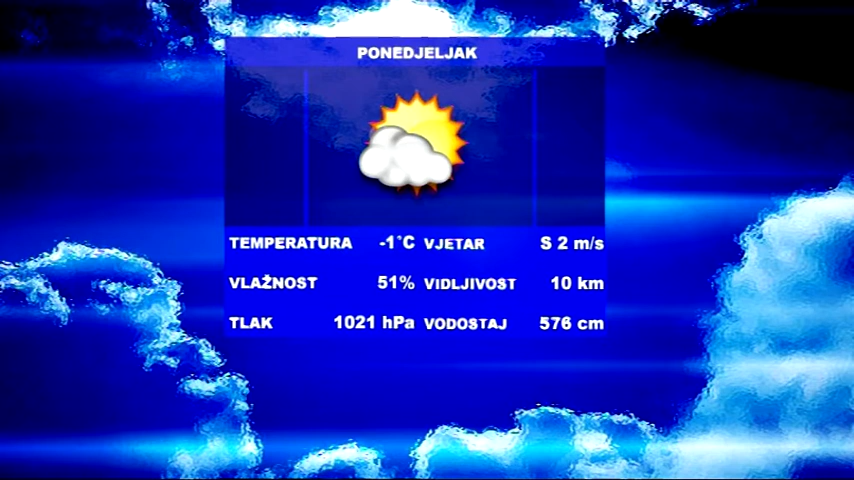 PONEDJELJAK
TEMPERATURA -1°C VJETAR S 2 m/s
VLAŽNOST 51% VIDLJIVOST 10 km
TLAK 1021 hPa VODOSTAJ 576 cm